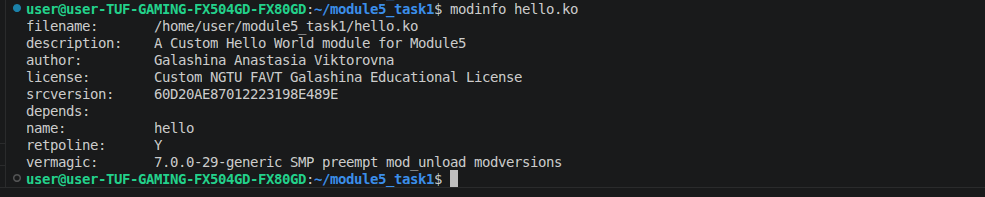 user@user-TUF-GAMING-FX504GD-FX80GD:~/module5_task1$ modinfo hello.ko
filename:       /home/user/module5_task1/hello.ko
description:    A Custom Hello World module for Module5
author:         Galashina Anastasia Viktorovna
license:        Custom NGTU FAVT Galashina Educational License
srcversion:     60D20AE87012223198E489E
depends:
name:           hello
retpoline:      Y
vermagic:       7.0.0-29-generic SMP preempt mod_unload modversions
user@user-TUF-GAMING-FX504GD-FX80GD:~/module5_task1$